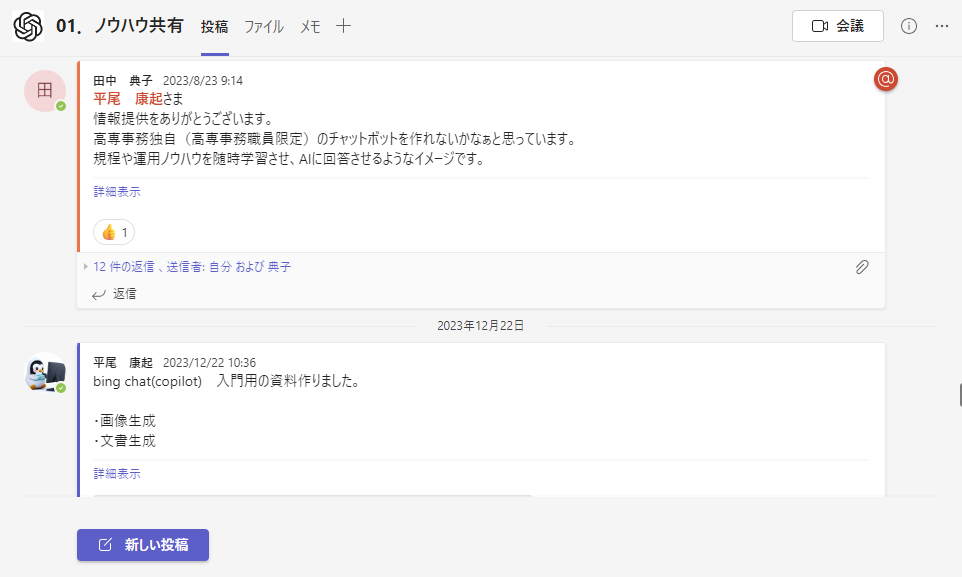 01. ノウハウ共有 投稿 ファイル メモ 会議
田中 典子 2023/8/23 9:14
平尾 康起さま
情報提供をありがとうございます。
高専事務独自（高専事務職員限定）のチャットボットを作れないかなぁと思っています。
規程や運用ノウハウを随時学習させ、AIに回答させるようなイメージです。
詳細表示
👍 1
12 件の返信 、送信者: 自分 および 典子
返信
2023年12月22日
平尾 康起 2023/12/22 10:36
bing chat(copilot) 入門用の資料作りました。
・画像生成
・文書生成
詳細表示
新しい投稿
田
@